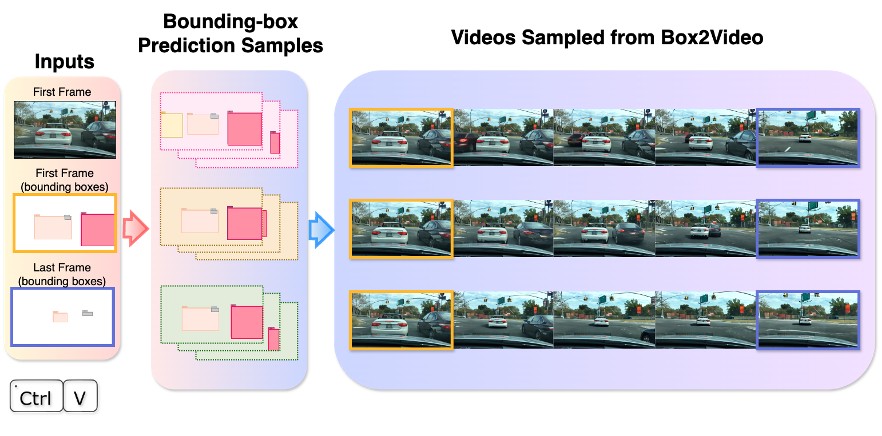 Inputs
First Frame
First Frame
(bounding boxes)
Last Frame
(bounding boxes)
Ctrl V
Bounding-box
Prediction Samples
Videos Sampled from Box2Video